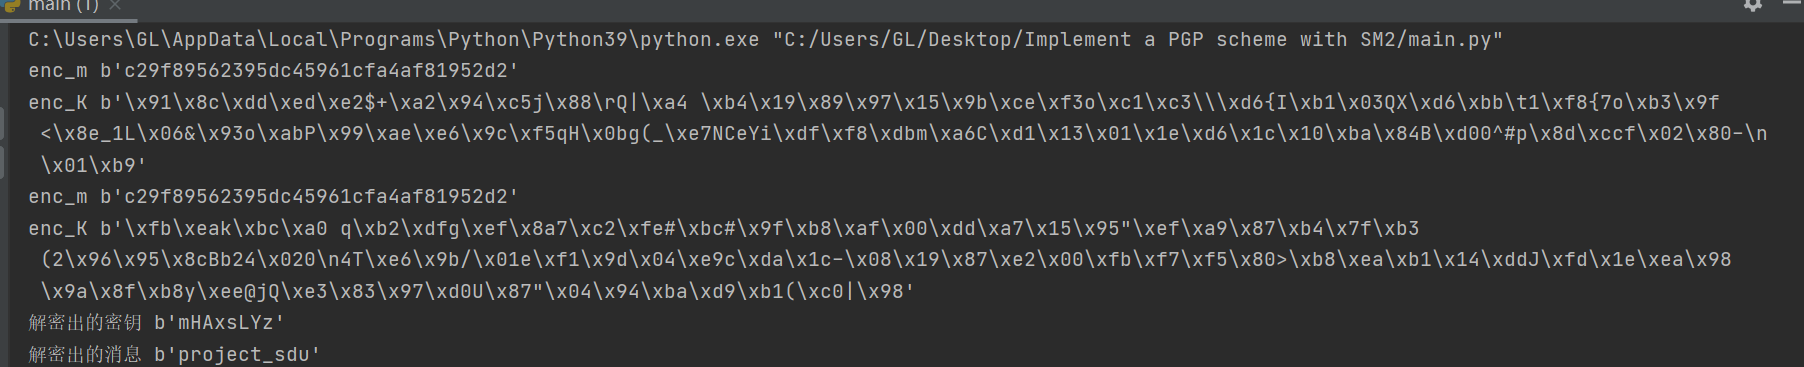 main (1) ×
C:\Users\GL\AppData\Local\Programs\Python\Python39\python.exe "C:/Users/GL/Desktop/Implement a PGP scheme with SM2/main.py"
enc_m b'c29f89562395dc45961cfa4af81952d2'
enc_K b'\x91\x8c\xdd\xed\xe2$+\xa2\x94\xc5j\x88\rQ|\xa4 \xb4\x19\x89\x97\x15\x9b\xce\xf3o\xc1\xc3\\\xd6{I\xb1\x03QX\xd6\xbb\t1\xf8{7o\xb3\x9f
<\x8e_1L\x06&\x93o\xabP\x99\xae\xe6\x9c\xf5qH\x0bg(_\xe7NCeYi\xdf\xf8\xdbm\xa6C\xd1\x13\x01\x1e\xd6\x1c\x10\xba\x84B\xd00^#p\x8d\xccf\x02\x80-\n
\x01\xb9'
enc_m b'c29f89562395dc45961cfa4af81952d2'
enc_K b'\xfb\xeak\xbc\xa0 q\xb2\xdfg\xef\x8a7\xc2\xfe#\xbc#\x9f\xb8\xaf\x00\xdd\xa7\x15\x95"\xef\xa9\x87\xb4\x7f\xb3
(2\x96\x95\x8cBb24\x020\n4T\xe6\x9b/\x01e\xf1\x9d\x04\xe9c\xda\x1c-\x08\x19\x87\xe2\x00\xfb\xf7\xf5\x80>\xb8\xea\xb1\x14\xddJ\xfd\x1e\xea\x98
\x9a\x8f\xb8y\xee@jQ\xe3\x83\x97\xd0U\x87"\x04\x94\xba\xd9\xb1(\xc0|\x98'
解密出的密钥 b'mHAxsLYz'
解密出的消息 b'project_sdu'